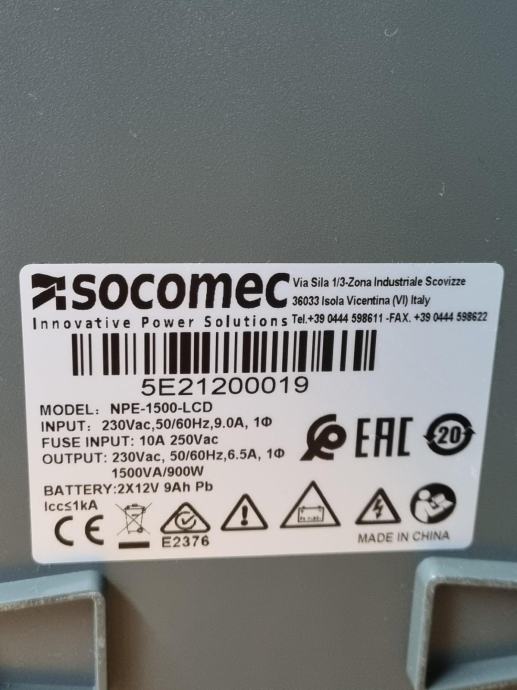 socomec
Innovative Power Solutions
Via Sila 1/3-Zona Industriale Scovizze
36033 Isola Vicentina (VI) Italy
Tel.+39 0444 598611 -FAX. +39 0444 598622
5E21200019
MODEL: NPE-1500-LCD
INPUT: 230Vac,50/60Hz,9.0A, 1Φ
FUSE INPUT: 10A 250Vac
OUTPUT: 230Vac, 50/60Hz,6.5A, 1Φ
1500VA/900W
BATTERY:2X12V 9Ah Pb
Icc≤1kA
EAC
20
CE
E2376
MADE IN CHINA